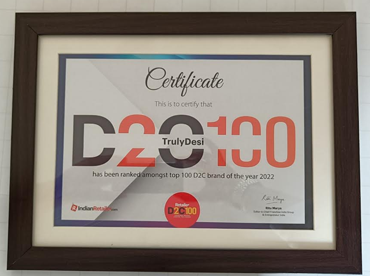 Certificate
This is to certify that
D2C100
TrulyDesi
has been ranked amongst top 100 D2C brand of the year 2022
IndianRetailer.com
Retailer
D2C100